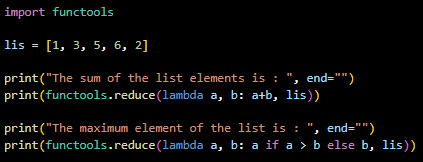 import functools
lis = [1, 3, 5, 6, 2]
print("The sum of the list elements is : ", end="")
print(functools.reduce(lambda a, b: a+b, lis))
print("The maximum element of the list is : ", end="")
print(functools.reduce(lambda a, b: a if a > b else b, lis))